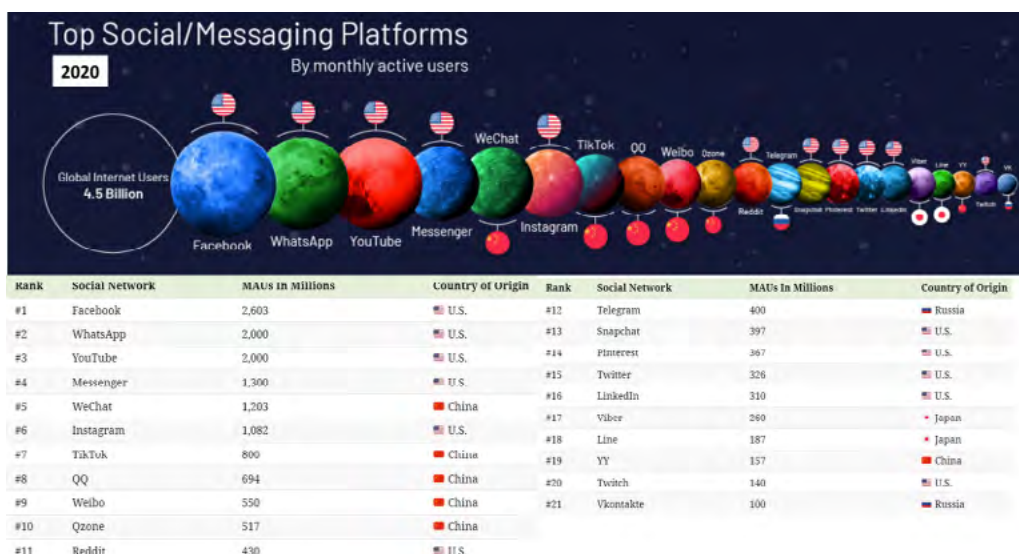 Top Social/Messaging Platforms
2020
By monthly active users
Global Internet Users
4.5 Billion
Facebook
WhatsApp
YouTube
Messenger
WeChat
Instagram
TikTok
QQ
Weibo
Qzone
Reddit
Telegram
Snapchat
Pinterest
Twitter
LinkedIn
Viber
Line
YY
Twitch
VK
Rank Social Network MAUs In Millions Country of Origin
#1 Facebook 2,603 U.S.
#2 WhatsApp 2,000 U.S.
#3 YouTube 2,000 U.S.
#4 Messenger 1,300 U.S.
#5 WeChat 1,203 China
#6 Instagram 1,082 U.S.
#7 TikTok 800 China
#8 QQ 694 China
#9 Weibo 550 China
#10 Qzone 517 China
#11 Reddit 430 U.S.
Rank Social Network MAUs In Millions Country of Origin
#12 Telegram 400 Russia
#13 Snapchat 397 U.S.
#14 Pinterest 367 U.S.
#15 Twitter 326 U.S.
#16 LinkedIn 310 U.S.
#17 Viber 260 Japan
#18 Line 187 Japan
#19 YY 157 China
#20 Twitch 140 U.S.
#21 Vkontakte 100 Russia